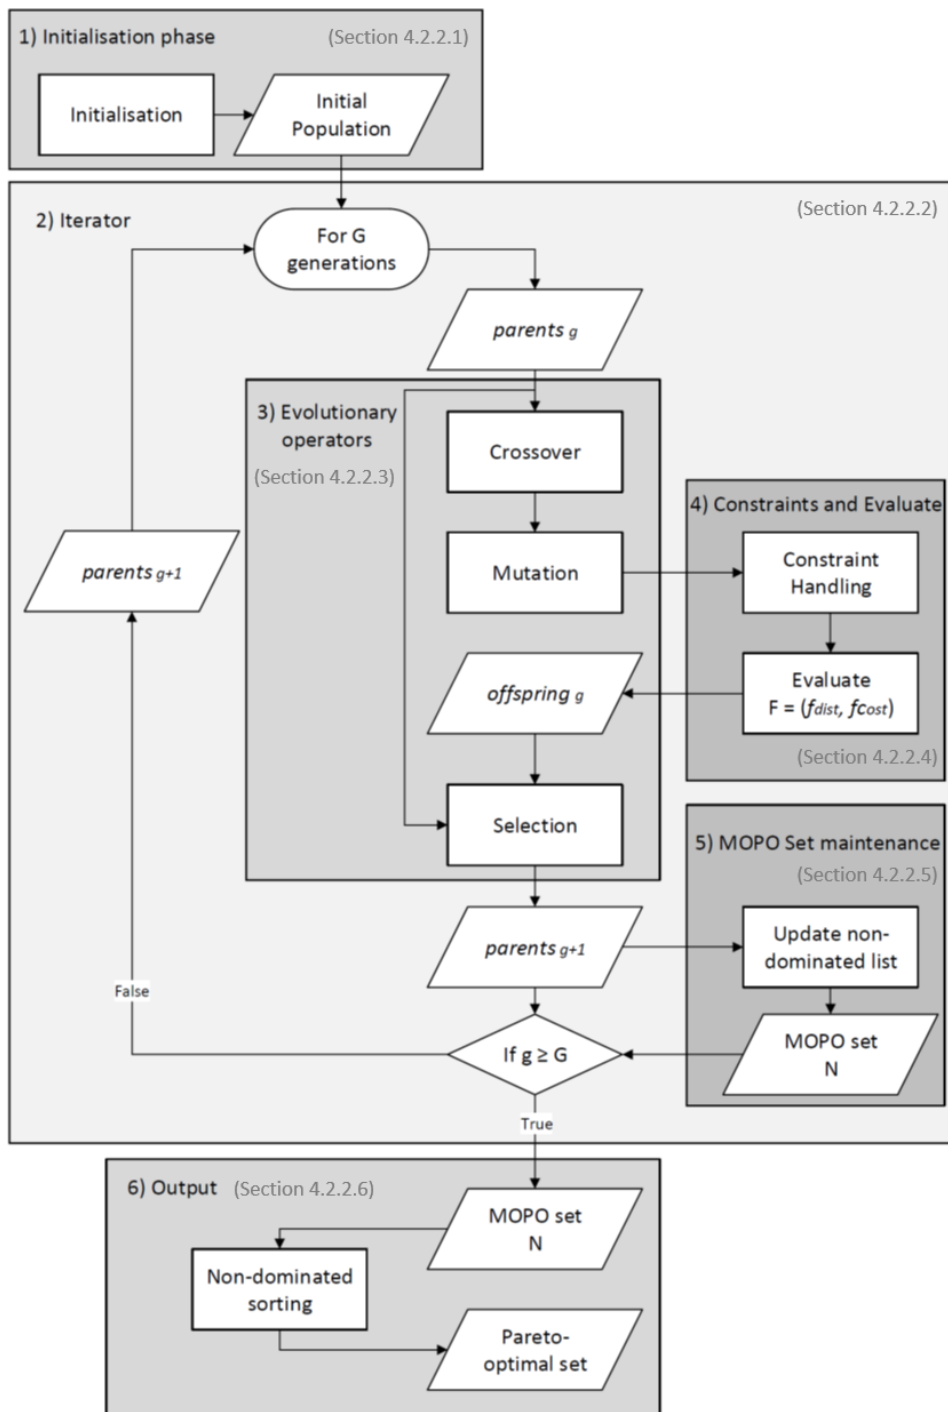 1) Initialisation phase (Section 4.2.2.1)
Initialisation
Initial
Population
2) Iterator
(Section 4.2.2.2)
For G
generations
parents g
3) Evolutionary
operators
(Section 4.2.2.3)
Crossover
Mutation
4) Constraints and Evaluate
Constraint
Handling
Evaluate
F = (fdist, fcost)
(Section 4.2.2.4)
parents g+1
offspring g
Selection
5) MOPO Set maintenance
(Section 4.2.2.5)
Update non-
dominated list
MOPO set
N
parents g+1
False
If g ≥ G
True
6) Output (Section 4.2.2.6)
MOPO set
N
Non-dominated
sorting
Pareto-
optimal set